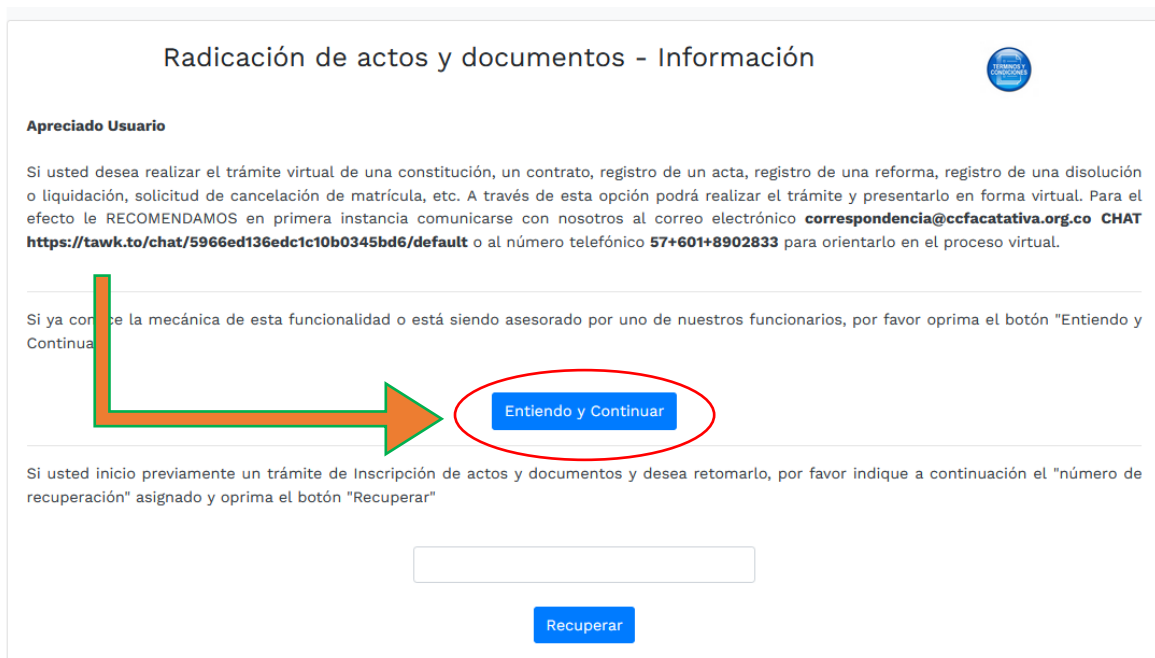 Radicación de actos y documentos - Información
TERMINOS Y
CONDICIONES
Apreciado Usuario
Si usted desea realizar el trámite virtual de una constitución, un contrato, registro de un acta, registro de una reforma, registro de una disolución
o liquidación, solicitud de cancelación de matrícula, etc. A través de esta opción podrá realizar el trámite y presentarlo en forma virtual. Para el
efecto le RECOMENDAMOS en primera instancia comunicarse con nosotros al correo electrónico correspondencia@ccfacatativa.org.co CHAT
https://tawk.to/chat/5966ed136edc1c10b0345bd6/default o al número telefónico 57+601+8902833 para orientarlo en el proceso virtual.
Si ya ce la mecánica de esta funcionalidad o está siendo asesorado por uno de nuestros funcionarios, por favor oprima el botón "Entiendo y
Continua
Entiendo y Continuar
Si usted inicio previamente un trámite de Inscripción de actos y documentos y desea retomarlo, por favor indique a continuación el "número de
recuperación" asignado y oprima el botón "Recuperar"
Recuperar